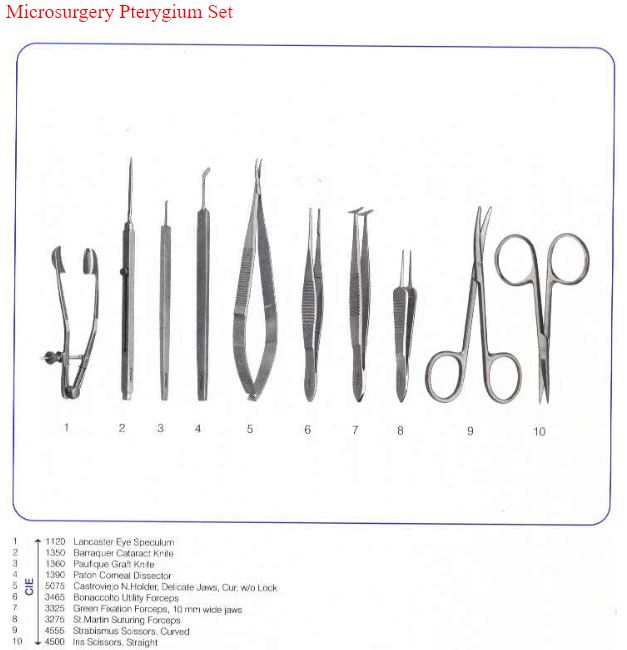 Microsurgery Pterygium Set
1 2 3 4 5 6 7 8 9 10
CIE
1 1120 Lancaster Eye Speculum
2 1350 Barraquer Cataract Knife
3 1360 Paufique Graft Knife
4 1390 Paton Corneal Dissector
5 5075 Castroviejo N.Holder, Delicate Jaws, Cur. w/o Lock
6 3465 Bonaccolto Utility Forceps
7 3325 Green Fixation Forceps, 10 mm wide jaws
8 3275 St Martin Suturing Forceps
9 4555 Strabismus Scissors, Curved
10 4500 Iris Scissors, Straight